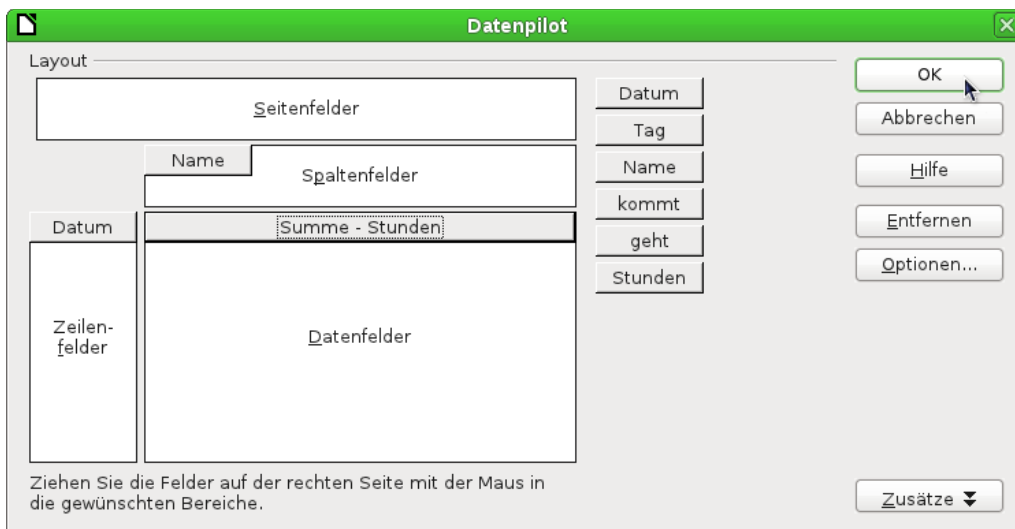 Datenpilot
Layout
Seitenfelder
Name
Spaltenfelder
Datum
Summe - Stunden
Zeilen-
felder
Datenfelder
Datum
Tag
Name
kommt
geht
Stunden
OK
Abbrechen
Hilfe
Entfernen
Optionen...
Ziehen Sie die Felder auf der rechten Seite mit der Maus in
die gewünschten Bereiche.
Zusätze